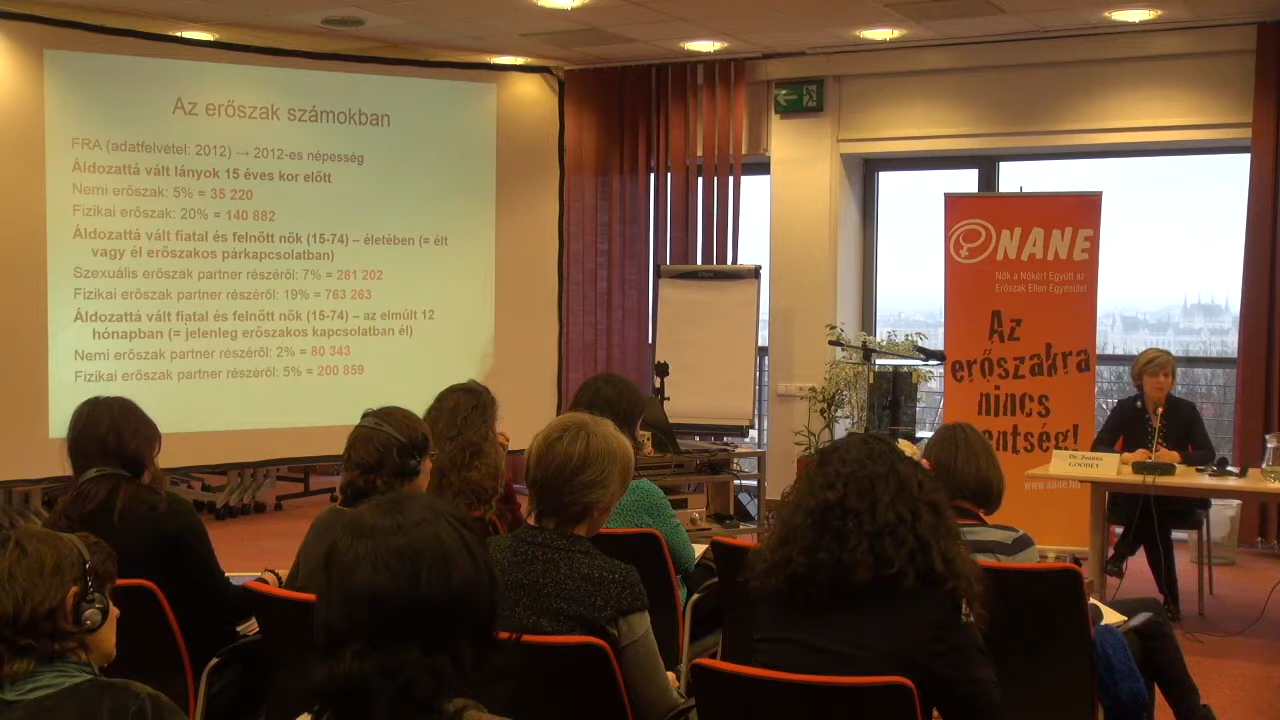 Az erőszak számokban
FRA (adatfelvétel: 2012) → 2012-es népesség
Áldozattá vált lányok 15 éves kor előtt
Nemi erőszak: 5% = 35 220
Fizikai erőszak: 20% = 140 882
Áldozattá vált fiatal és felnőtt nők (15-74) – életében (= élt
vagy él erőszakos párkapcsolatban)
Szexuális erőszak partner részéről: 7% = 281 202
Fizikai erőszak partner részéről: 19% = 763 263
Áldozattá vált fiatal és felnőtt nők (15-74) – az elmúlt 12
hónapban (= jelenleg erőszakos kapcsolatban él)
Nemi erőszak partner részéről: 2% = 80 343
Fizikai erőszak partner részéről: 5% = 200 859
NANE
Nők a Nőkért Együtt az
Erőszak Ellen Egyesület
Az
erőszakra
nincs
mentség!
www.nane.hu
Dr. Joanna
GOODEY